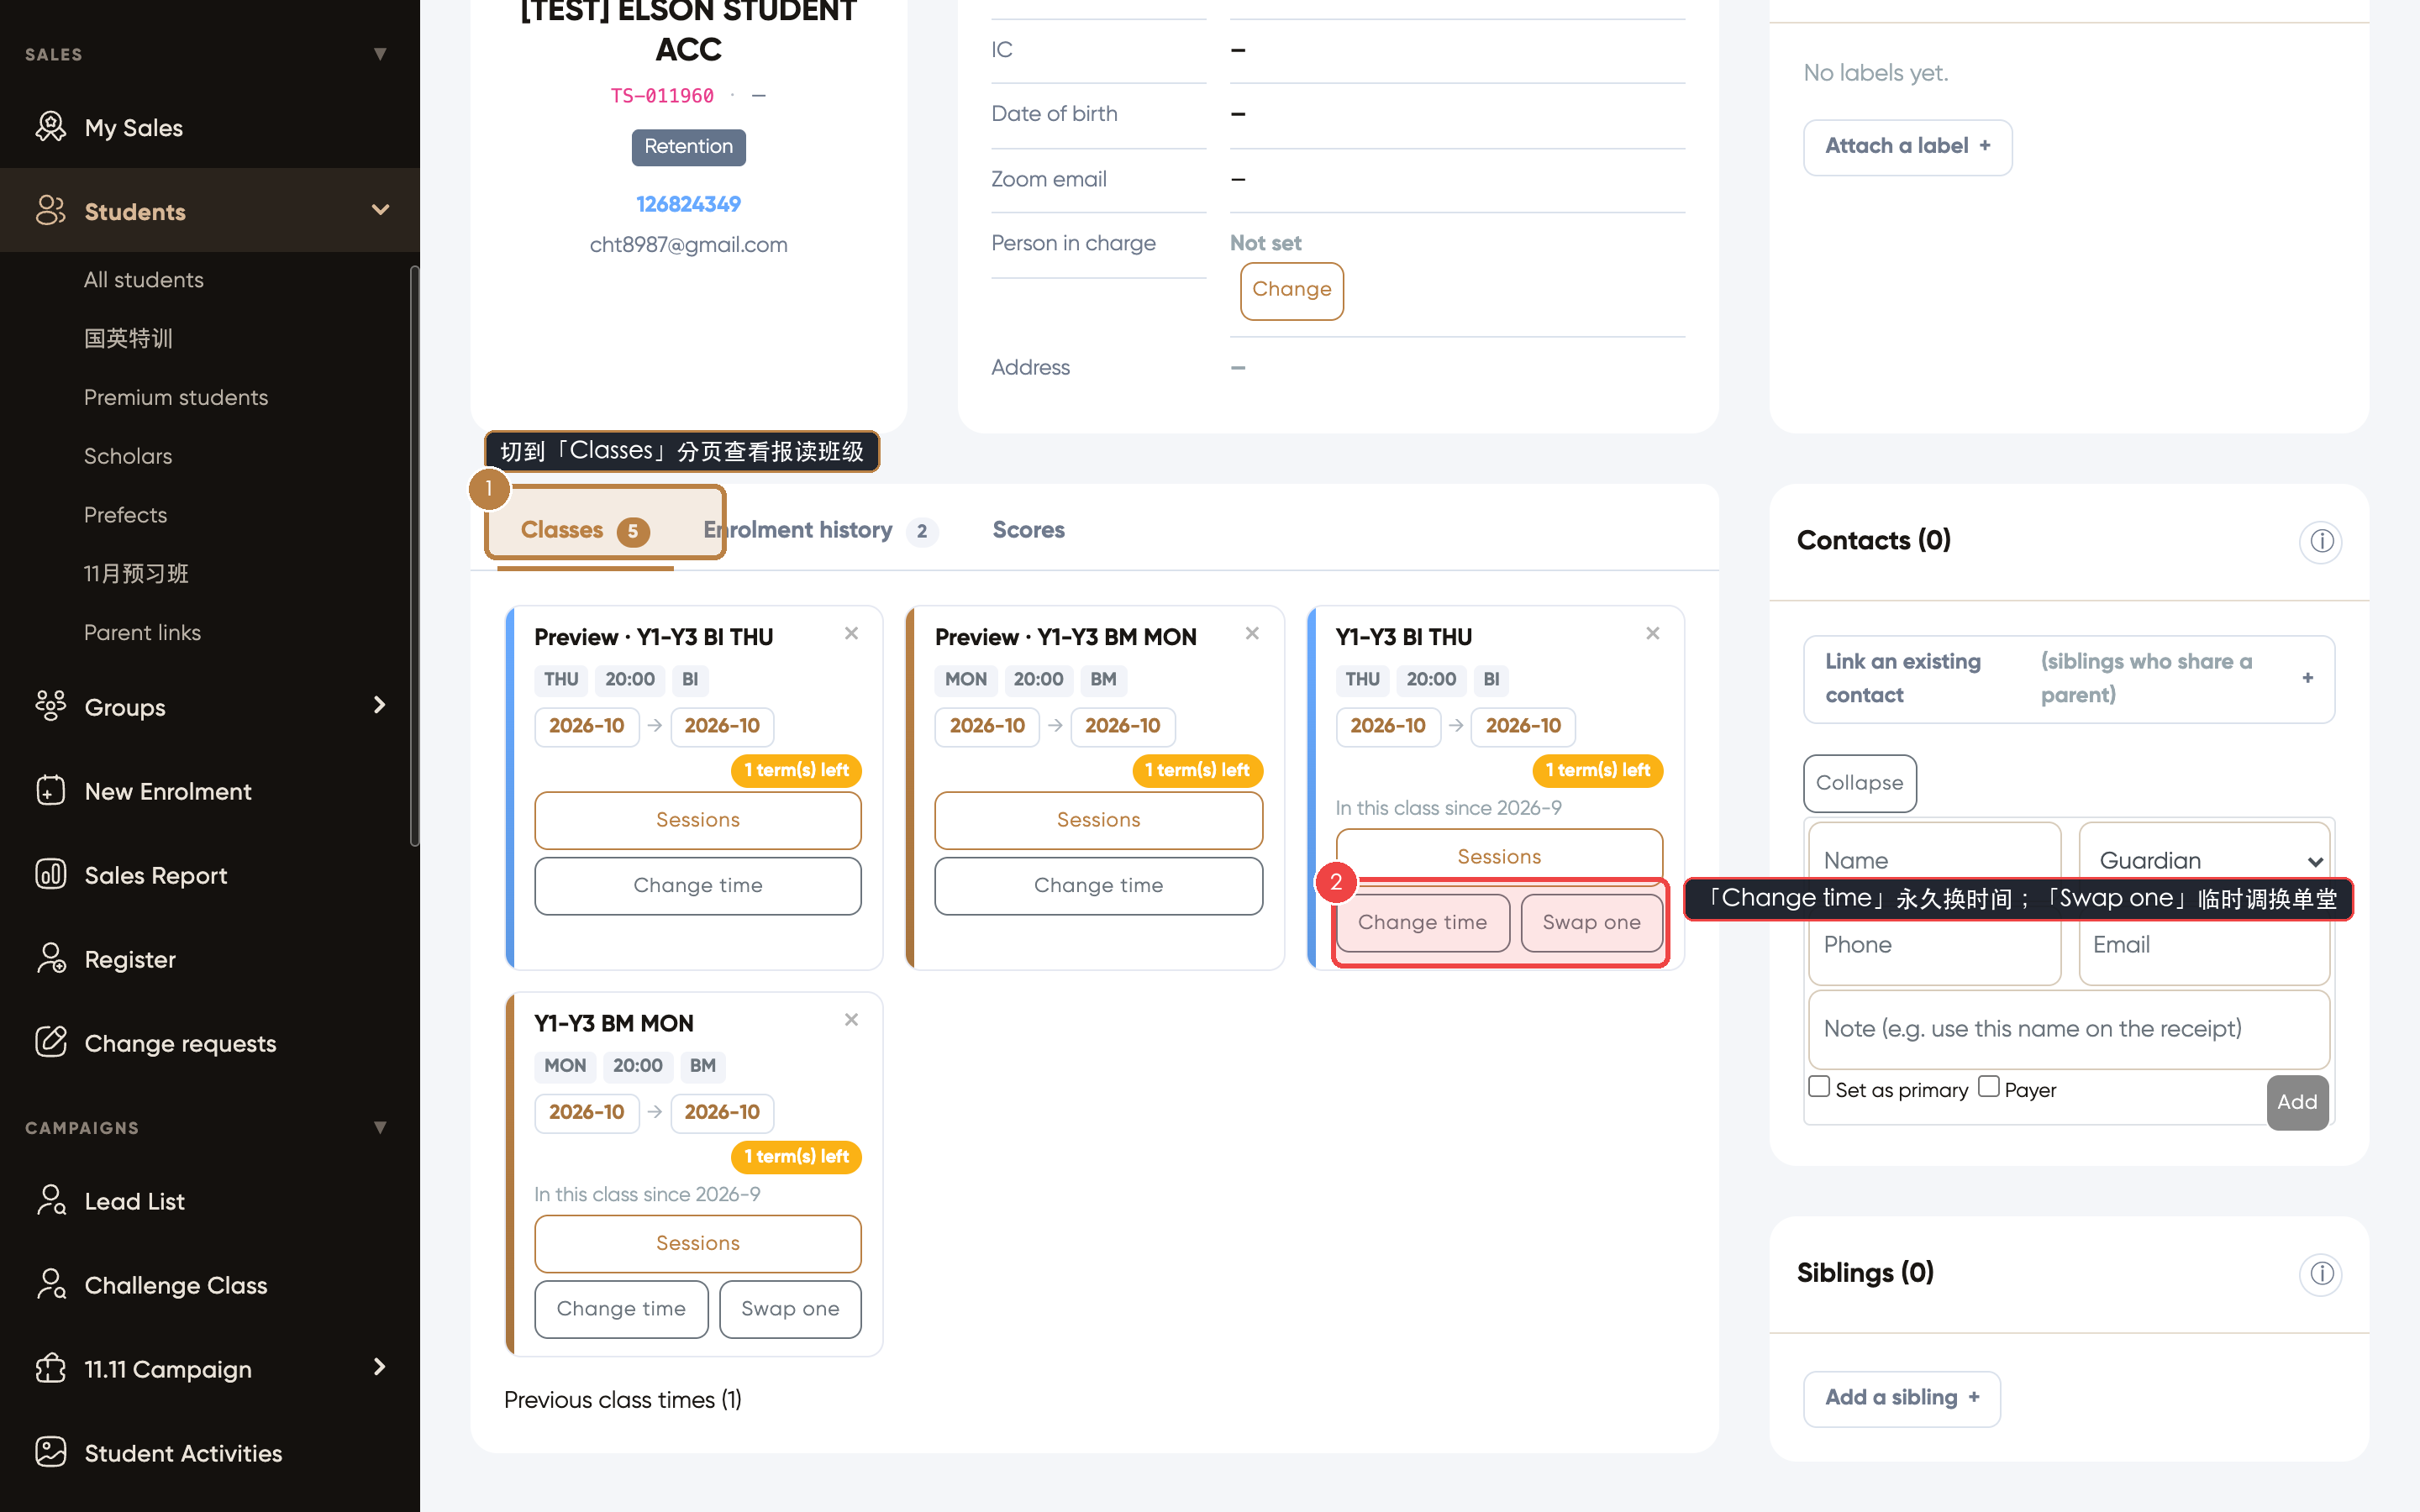 SALES ▼
My Sales
Students
All students
国英特训
Premium students
Scholars
Prefects
11月预习班
Parent links
Groups
New Enrolment
Sales Report
Register
Change requests
CAMPAIGNS ▼
Lead List
Challenge Class
11.11 Campaign
Student Activities
[TEST] ELSON STUDENT
ACC
TS-011960 · —
Retention
126824349
cht8987@gmail.com
IC –
Date of birth –
Zoom email –
Person in charge Not set
Change
Address –
No labels yet.
Attach a label +
切到「Classes」分页查看报读班级
1
Classes 5 Enrolment history 2 Scores
Preview · Y1-Y3 BI THU ×
THU 20:00 BI
2026-10 → 2026-10
1 term(s) left
Sessions
Change time
Preview · Y1-Y3 BM MON ×
MON 20:00 BM
2026-10 → 2026-10
1 term(s) left
Sessions
Change time
Y1-Y3 BI THU ×
THU 20:00 BI
2026-10 → 2026-10
1 term(s) left
In this class since 2026-9
Sessions
2
Change time Swap one
「Change time」永久换时间；「Swap one」临时调换单堂
Y1-Y3 BM MON ×
MON 20:00 BM
2026-10 → 2026-10
1 term(s) left
In this class since 2026-9
Sessions
Change time Swap one
Previous class times (1)
Contacts (0)
Link an existing contact (siblings who share a parent) +
Collapse
Name Guardian
Phone Email
Note (e.g. use this name on the receipt)
Set as primary Payer Add
Siblings (0)
Add a sibling +